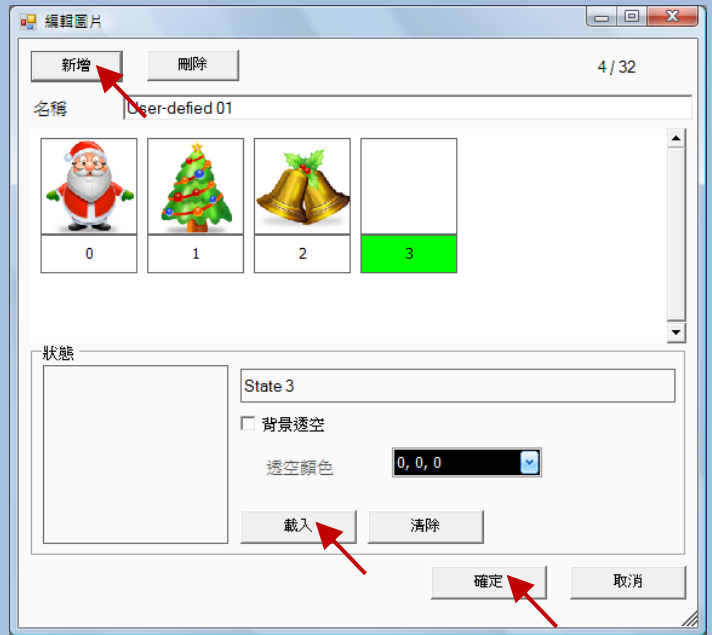 編輯圖片
新增 刪除 4 / 32
名稱 User-defied 01
0 1 2 3
狀態
State 3
背景透空
透空顏色 0, 0, 0
載入 清除
確定 取消